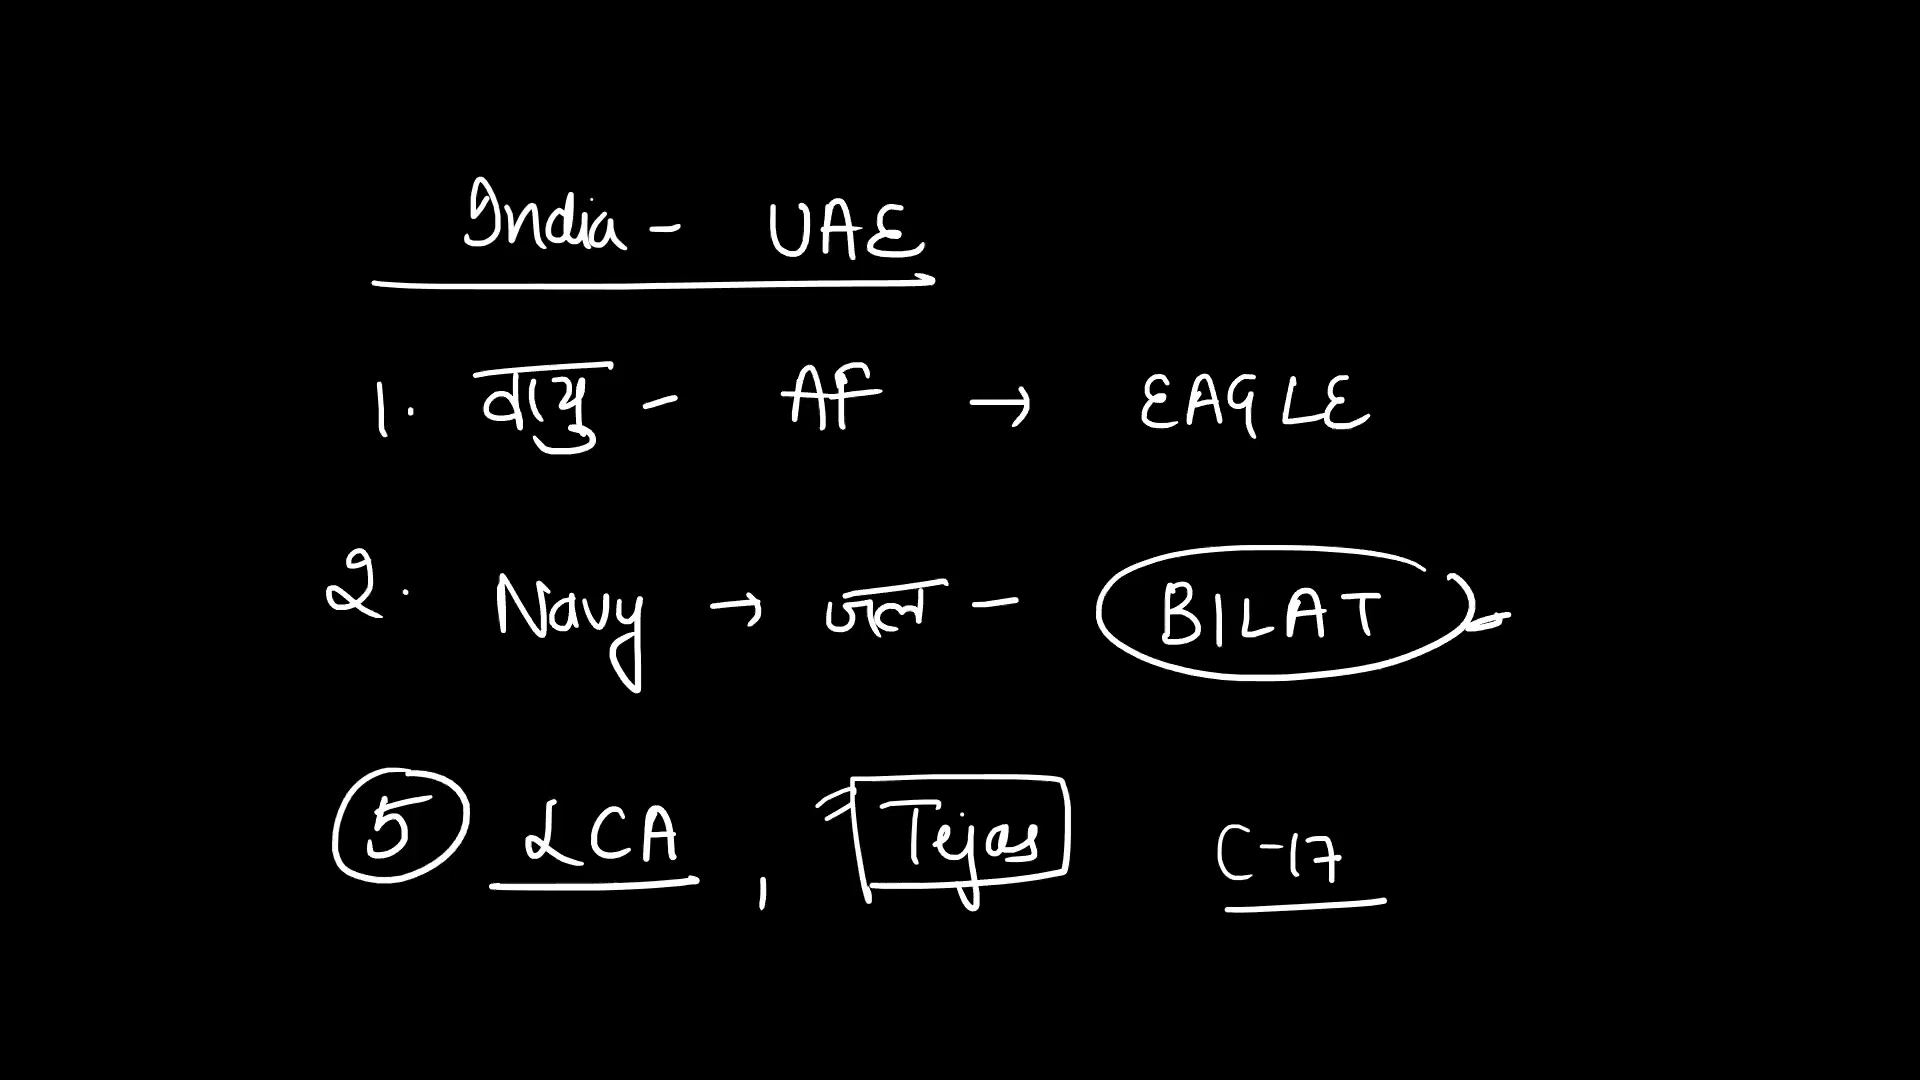 India - UAE
1. वायु - AF → EAGLE
2. Navy → जल - BILAT
5 LCA, Tejas C-17